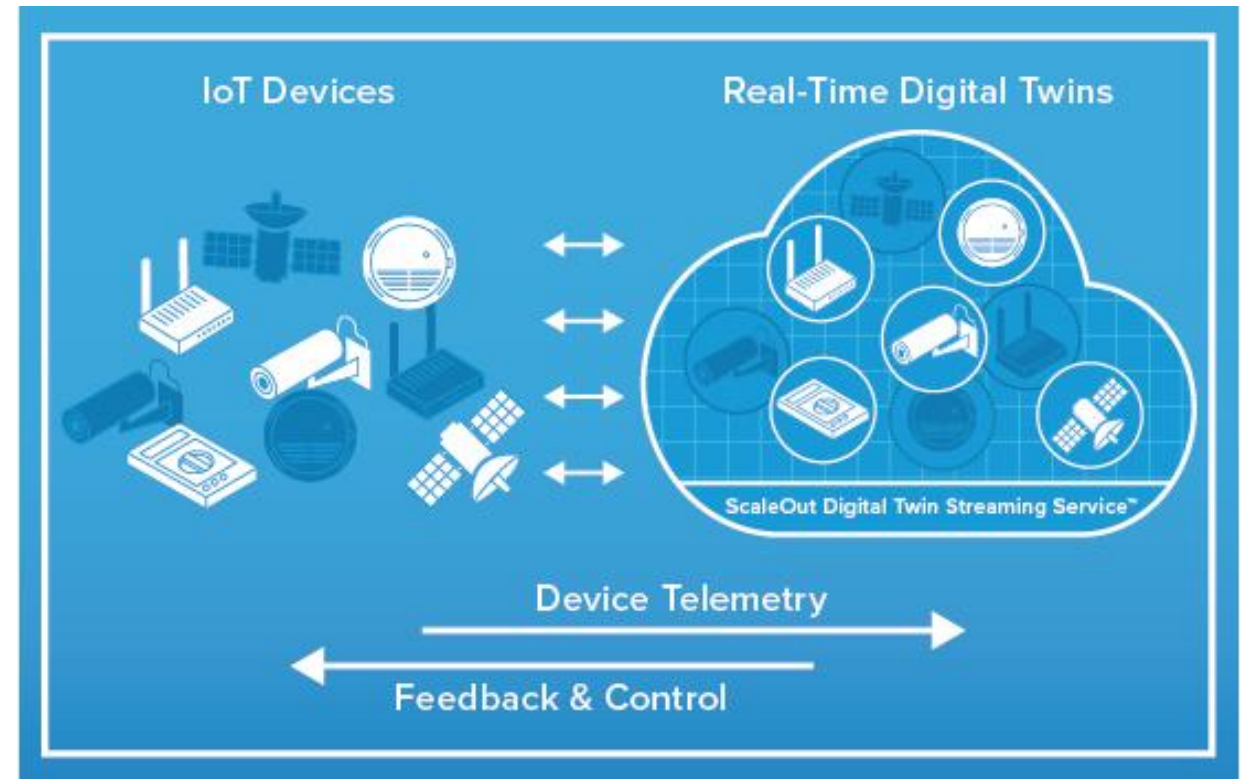 IoT Devices
Real-Time Digital Twins
ScaleOut Digital Twin Streaming Service™
Device Telemetry
Feedback & Control